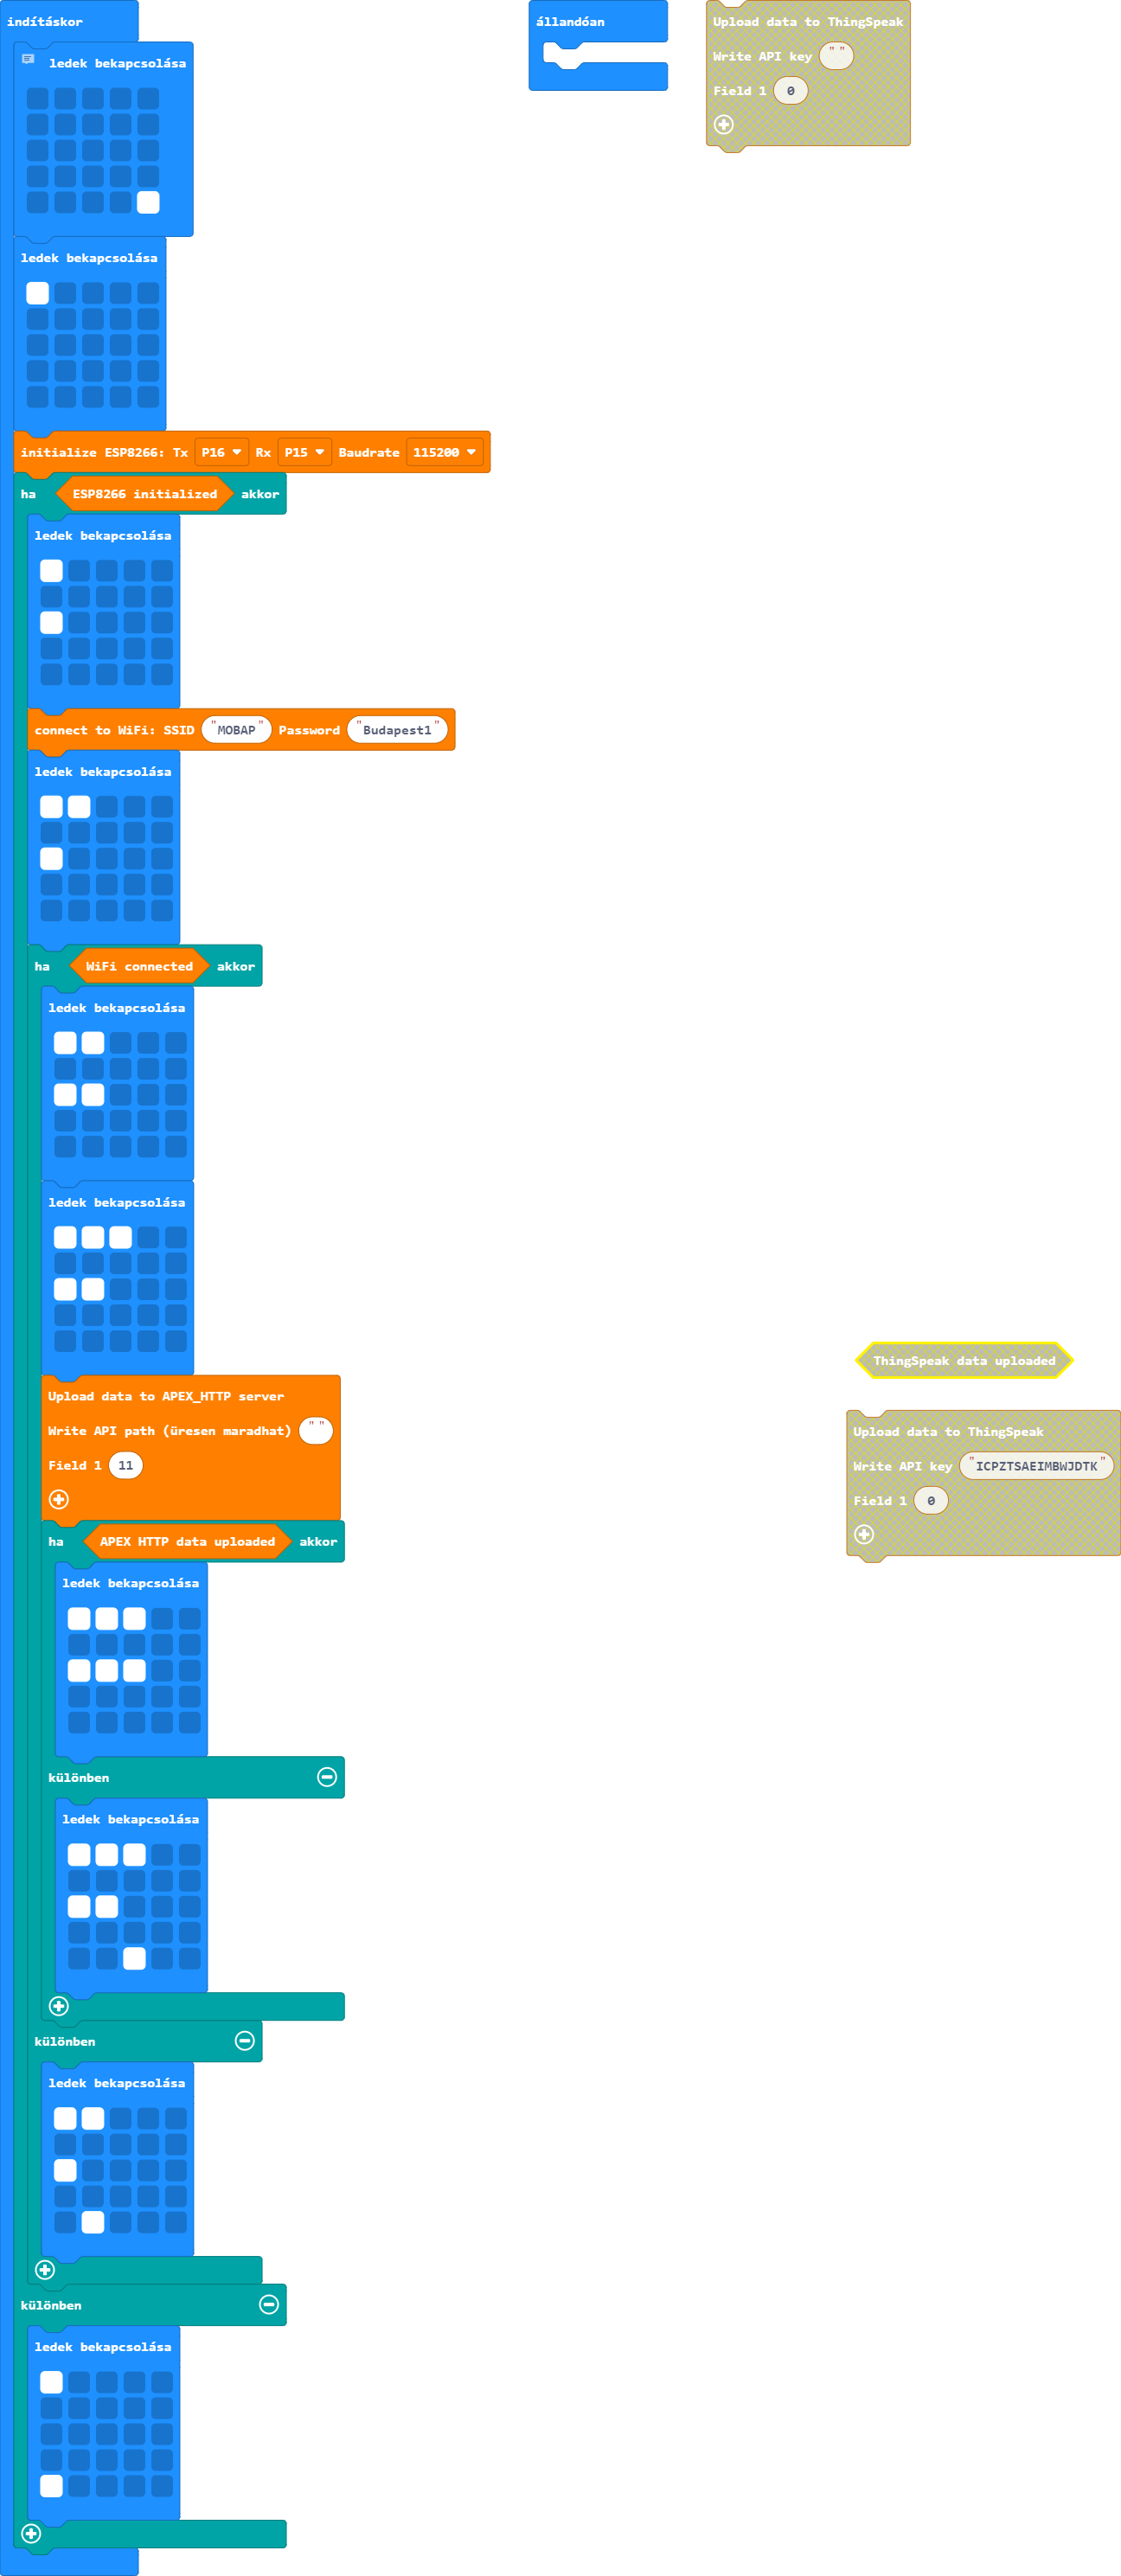 indításkor
ledek bekapcsolása
ledek bekapcsolása
initialize ESP8266: Tx P16 Rx P15 Baudrate 115200
ha ESP8266 initialized akkor
ledek bekapcsolása
connect to WiFi: SSID "MOBAP" Password "Budapest1"
ledek bekapcsolása
ha WiFi connected akkor
ledek bekapcsolása
ledek bekapcsolása
Upload data to APEX_HTTP server
Write API path (üresen maradhat) ""
Field 1 11
ha APEX HTTP data uploaded akkor
ledek bekapcsolása
különben
ledek bekapcsolása
különben
ledek bekapcsolása
különben
ledek bekapcsolása
állandóan
Upload data to ThingSpeak
Write API key ""
Field 1 0
ThingSpeak data uploaded
Upload data to ThingSpeak
Write API key "ICPZTSAEIMBWJDTK"
Field 1 0